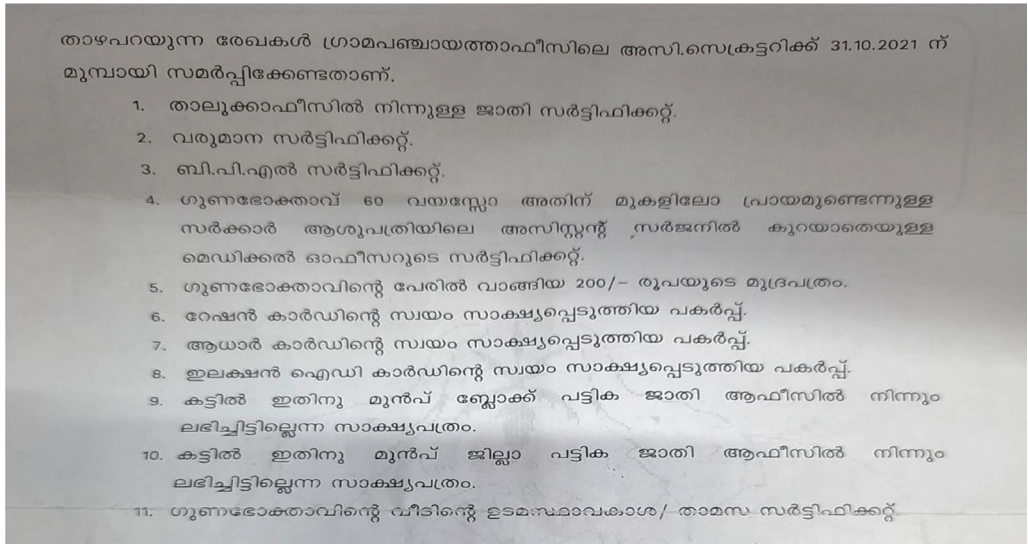 താഴപറയുന്ന രേഖകൾ ഗ്രാമപഞ്ചായത്താഫീസിലെ അസി.സെക്രട്ടറിക്ക് 31.10.2021 ന്
മുമ്പായി സമർപ്പിക്കേണ്ടതാണ്.
1. താലൂക്കാഫീസിൽ നിന്നുള്ള ജാതി സർട്ടിഫിക്കറ്റ്.
2. വരുമാന സർട്ടിഫിക്കറ്റ്.
3. ബി.പി.എൽ സർട്ടിഫിക്കറ്റ്.
4. ഗുണഭോക്താവ് 60 വയസ്സോ അതിന് മുകളിലോ പ്രായമുണ്ടെന്നുള്ള
സർക്കാർ ആശുപത്രിയിലെ അസിസ്റ്റന്റ് സർജനിൽ കുറയാതെയുള്ള
മെഡിക്കൽ ഓഫീസറുടെ സർട്ടിഫിക്കറ്റ്.
5. ഗുണഭോക്താവിന്റെ പേരിൽ വാങ്ങിയ 200/- രൂപയുടെ മുദ്രപത്രം.
6. റേഷൻ കാർഡിന്റെ സ്വയം സാക്ഷ്യപ്പെടുത്തിയ പകർപ്പ്.
7. ആധാർ കാർഡിന്റെ സ്വയം സാക്ഷ്യപ്പെടുത്തിയ പകർപ്പ്.
8. ഇലക്ഷൻ ഐഡി കാർഡിന്റെ സ്വയം സാക്ഷ്യപ്പെടുത്തിയ പകർപ്പ്.
9. കട്ടിൽ ഇതിനു മുൻപ് ബ്ലോക്ക് പട്ടിക ജാതി ആഫീസിൽ നിന്നും
ലഭിച്ചിട്ടില്ലെന്ന സാക്ഷ്യപത്രം.
10. കട്ടിൽ ഇതിനു മുൻപ് ജില്ലാ പട്ടിക ജാതി ആഫീസിൽ നിന്നും
ലഭിച്ചിട്ടില്ലെന്ന സാക്ഷ്യപത്രം.
11. ഗുണഭോക്താവിന്റെ വീടിന്റെ ഉടമസ്ഥാവകാശ/ താമസ സർട്ടിഫിക്കറ്റ്